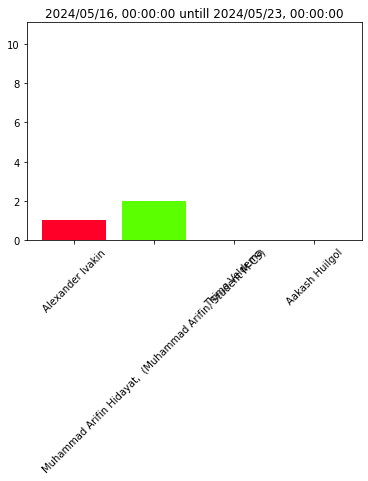 2024/05/16, 00:00:00 untill 2024/05/23, 00:00:00
10
8
6
4
2
0
Alexander Ivakin
Muhammad Arifin Hidayat, (Muhammad Arifin/Student M-CS)
Aakash Huilgol